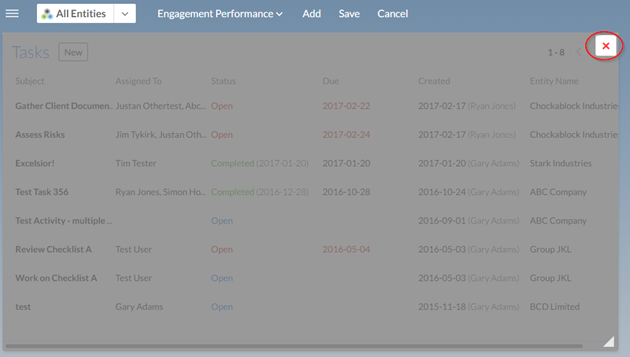 All Entities Engagement Performance Add Save Cancel
Tasks New 1 - 8
Subject Assigned To Status Due Created Entity Name
Gather Client Documen.. Justan Othertest, Abc... Open 2017-02-22 2017-02-17 (Ryan Jones) Chockablock Industries
Assess Risks Jim Tykirk, Justan Oth... Open 2017-02-24 2017-02-17 (Ryan Jones) Chockablock Industries
Excelsior! Tim Tester Completed (2017-01-20) 2017-01-20 2017-01-20 (Gary Adams) Stark Industries
Test Task 356 Ryan Jones, Simon Ho... Completed (2016-12-28) 2016-10-28 2016-10-24 (Gary Adams) ABC Company
Test Activity - multiple .. Open 2016-09-01 (Gary Adams) ABC Company
Review Checklist A Test User Open 2016-05-04 2016-05-03 (Gary Adams) Group JKL
Work on Checklist A Test User Open 2016-05-03 (Gary Adams) Group JKL
test Gary Adams Open 2015-11-18 (Gary Adams) BCD Limited